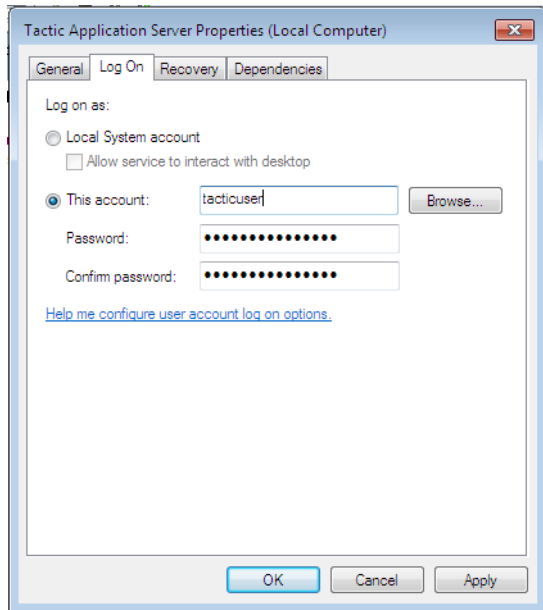 Tactic Application Server Properties (Local Computer)
General Log On Recovery Dependencies
Log on as:
Local System account
Allow service to interact with desktop
This account: tacticuser Browse...
Password: •••••••••••••••
Confirm password: •••••••••••••••
Help me configure user account log on options.
OK Cancel Apply